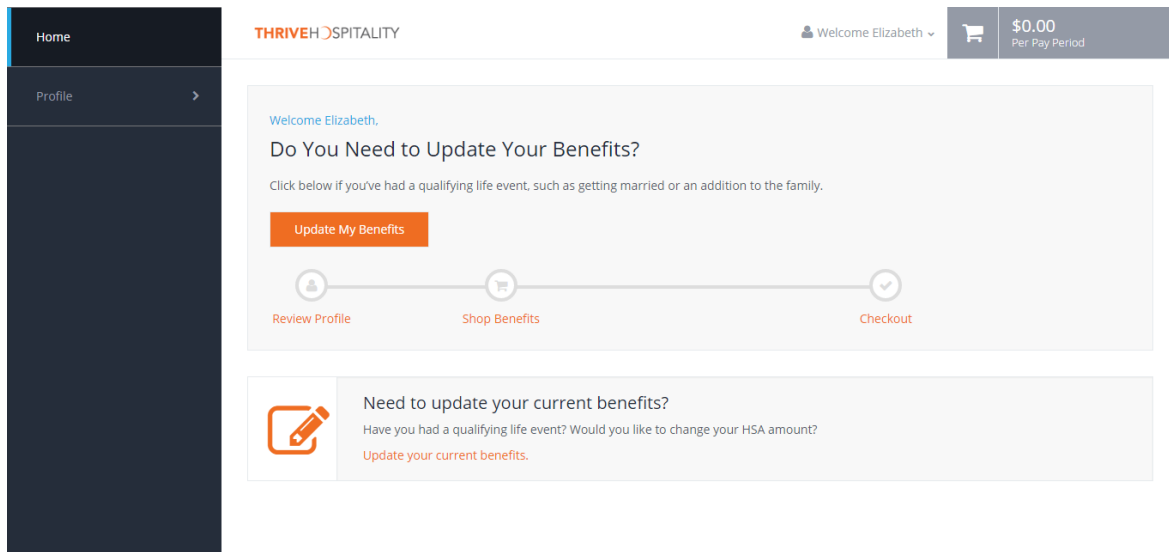 Home
Profile
THRIVEHOSPITALITY
Welcome Elizabeth
$0.00
Per Pay Period
Welcome Elizabeth,
Do You Need to Update Your Benefits?
Click below if you've had a qualifying life event, such as getting married or an addition to the family.
Update My Benefits
Review Profile
Shop Benefits
Checkout
Need to update your current benefits?
Have you had a qualifying life event? Would you like to change your HSA amount?
Update your current benefits.